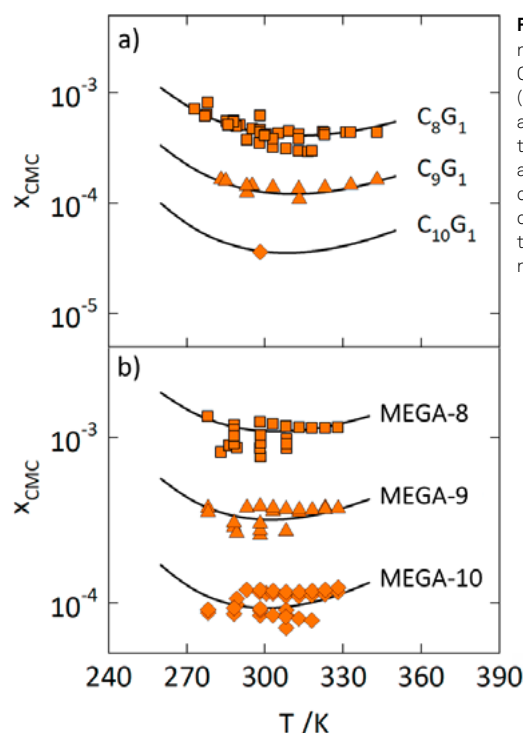 a)
10⁻³
10⁻⁴
10⁻⁵
x_CMC
C₈G₁
C₉G₁
C₁₀G₁
b)
10⁻³
10⁻⁴
x_CMC
MEGA-8
MEGA-9
MEGA-10
240 270 300 330 360 390
T /K
F
r
(
a
t
a
c
c
t
r